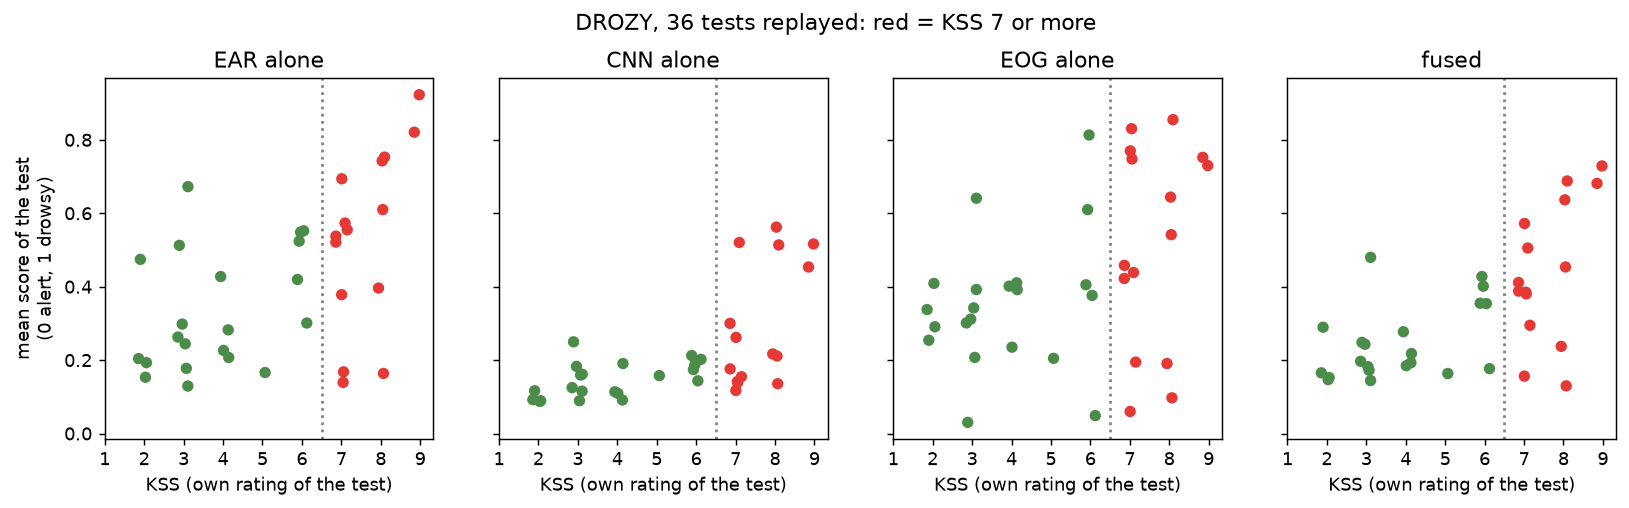 DROZY, 36 tests replayed: red = KSS 7 or more
EAR alone
CNN alone
EOG alone
fused
mean score of the test
(0 alert, 1 drowsy)
0.8
0.6
0.4
0.2
0.0
1 2 3 4 5 6 7 8 9
1 2 3 4 5 6 7 8 9
1 2 3 4 5 6 7 8 9
1 2 3 4 5 6 7 8 9
KSS (own rating of the test)
KSS (own rating of the test)
KSS (own rating of the test)
KSS (own rating of the test)